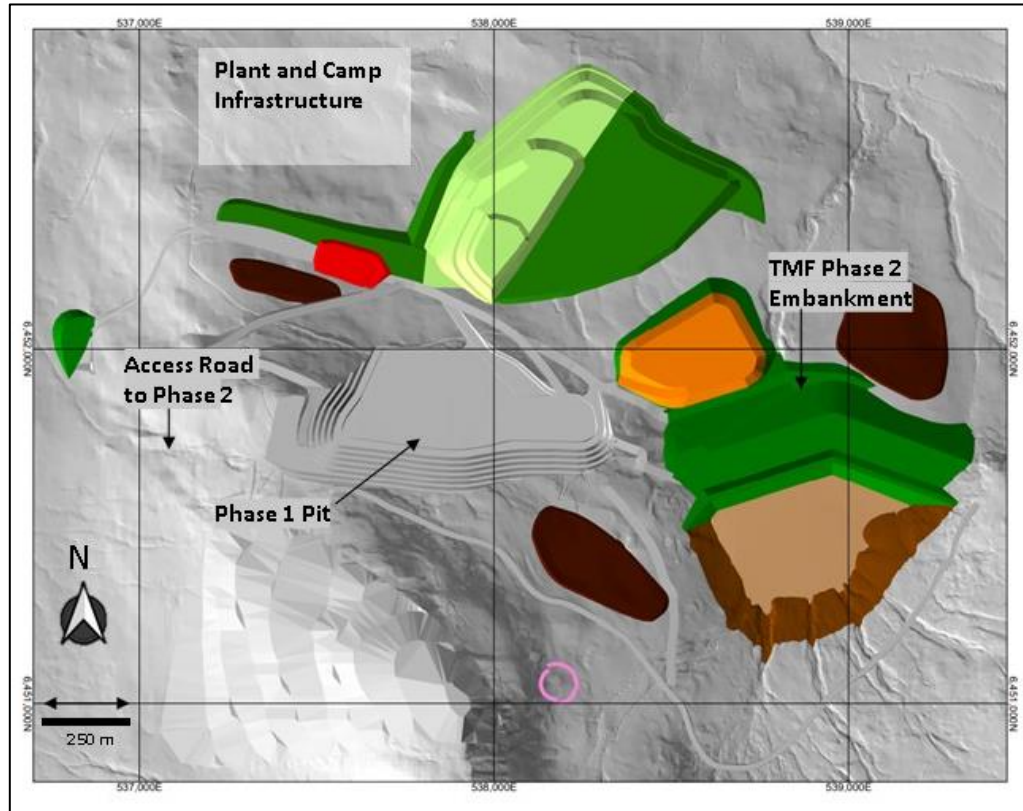 537,000E 538,000E 539,000E
Plant and Camp
Infrastructure
TMF Phase 2
Embankment
6,452,000N 6,452,000N
Access Road
to Phase 2
Phase 1 Pit
N
6,451,000N 6,451,000N
250 m
537,000E 538,000E 539,000E